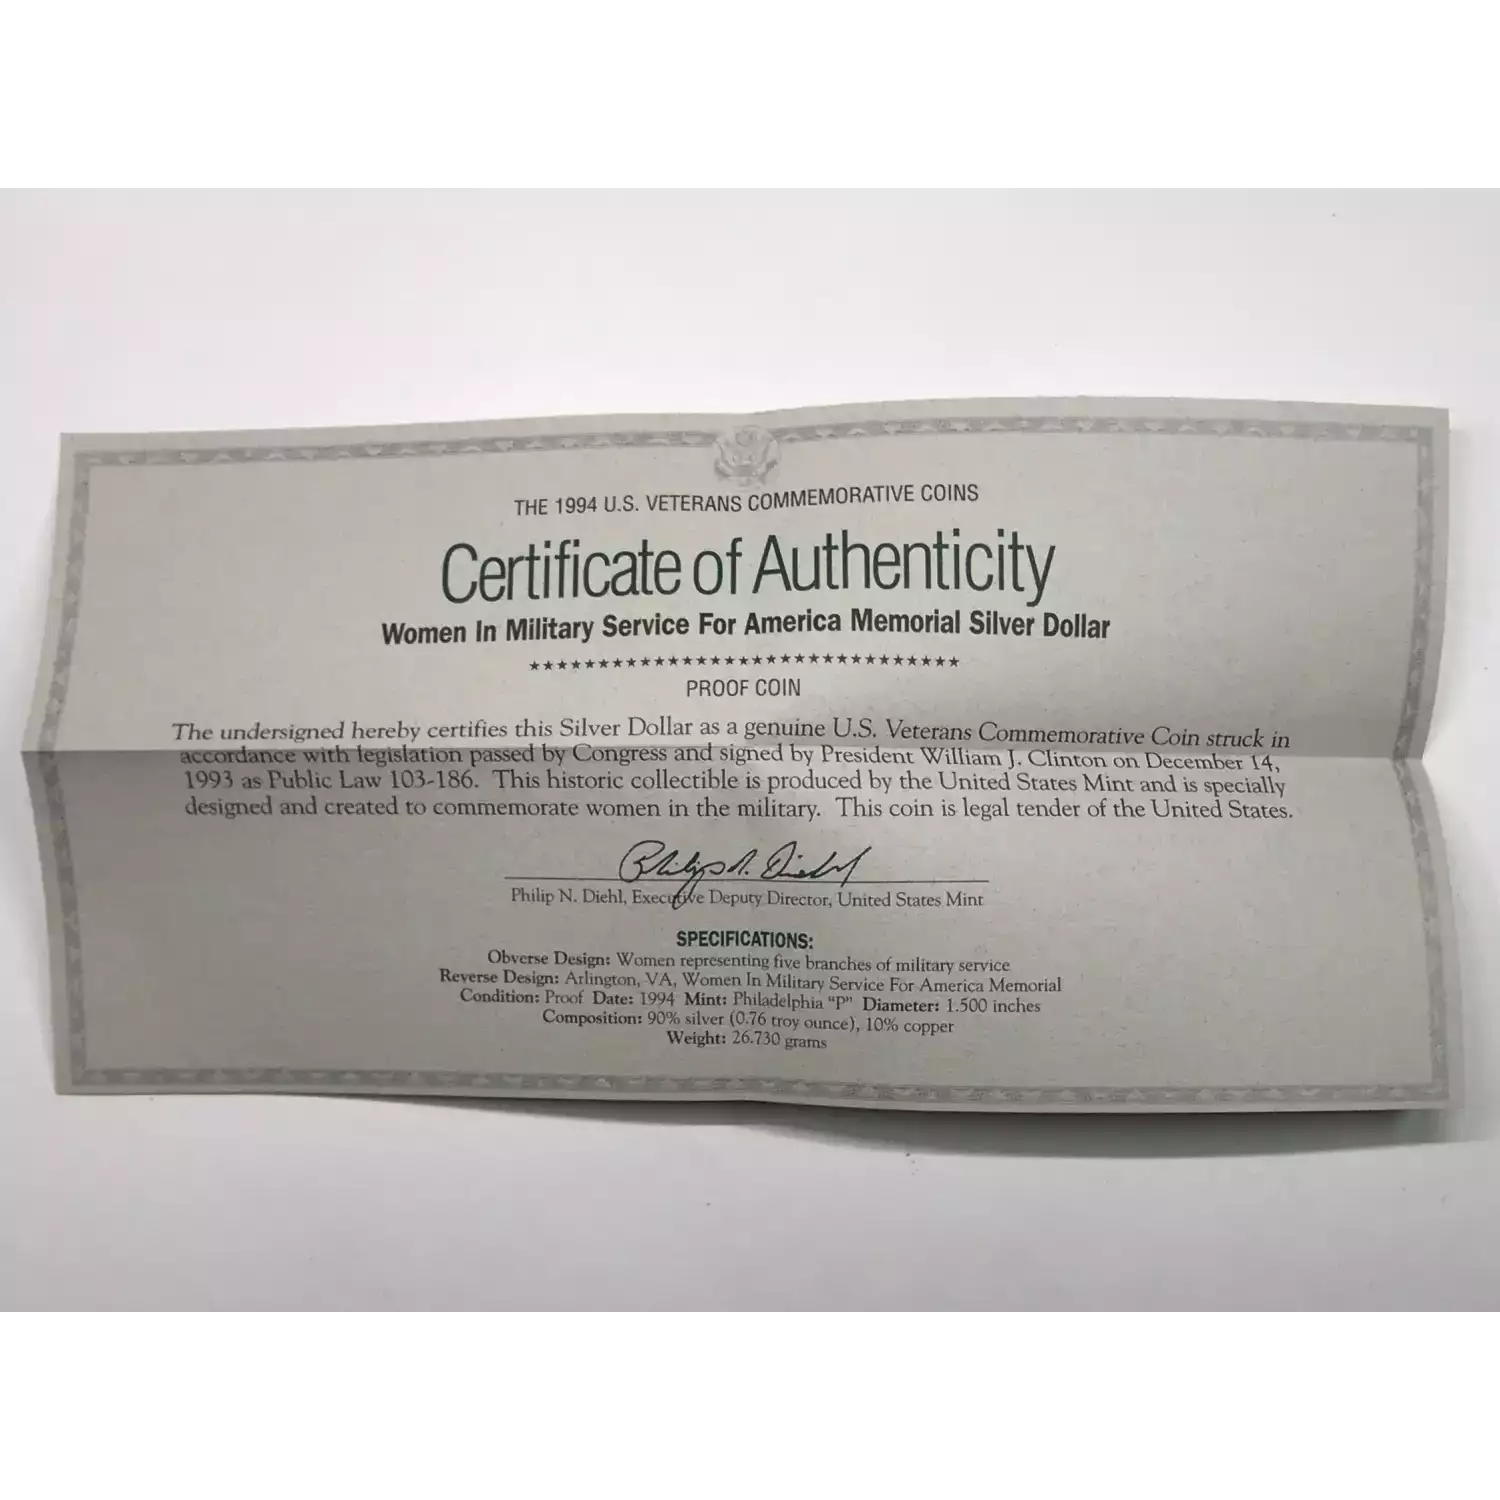 THE 1994 U.S. VETERANS COMMEMORATIVE COINS
Certificate of Authenticity
Women In Military Service For America Memorial Silver Dollar
★★★★★★★★★★★★★★★★★★★★★★★★★★★★★★★
PROOF COIN
The undersigned hereby certifies this Silver Dollar as a genuine U.S. Veterans Commemorative Coin struck in
accordance with legislation passed by Congress and signed by President William J. Clinton on December 14,
1993 as Public Law 103-186. This historic collectible is produced by the United States Mint and is specially
designed and created to commemorate women in the military. This coin is legal tender of the United States.
Philip N. Diehl
Philip N. Diehl, Executive Deputy Director, United States Mint
SPECIFICATIONS:
Obverse Design: Women representing five branches of military service
Reverse Design: Arlington, VA, Women In Military Service For America Memorial
Condition: Proof Date: 1994 Mint: Philadelphia "P" Diameter: 1.500 inches
Composition: 90% silver (0.76 troy ounce), 10% copper
Weight: 26.730 grams